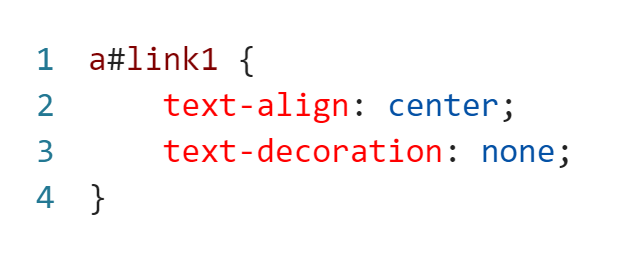 1 a#link1 {
2 text-align: center;
3 text-decoration: none;
4 }